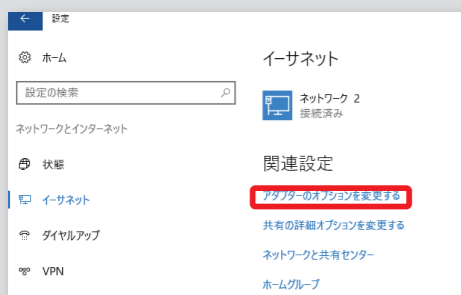 設定
ホーム
設定の検索
ネットワークとインターネット
状態
イーサネット
ダイヤルアップ
VPN
イーサネット
ネットワーク 2
接続済み
関連設定
アダプターのオプションを変更する
共有の詳細オプションを変更する
ネットワークと共有センター
ホームグループ